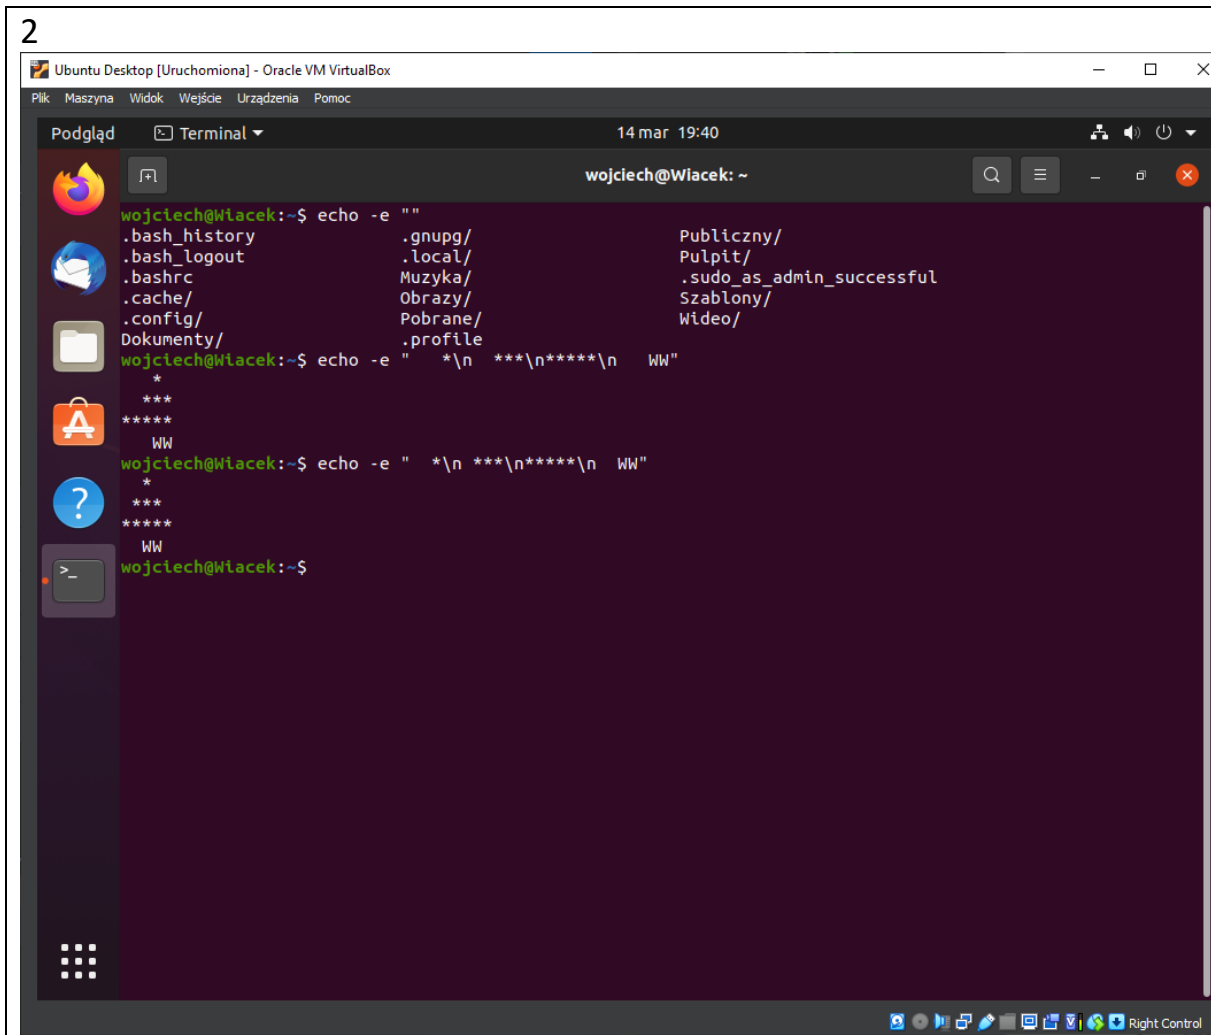 2
Ubuntu Desktop [Uruchomiona] - Oracle VM VirtualBox
Plik Maszyna Widok Wejście Urządzenia Pomoc
Podgląd Terminal 14 mar 19:40
wojciech@Wiacek: ~
wojciech@Wiacek:~$ echo -e ""
.bash_history .gnupg/ Publiczny/
.bash_logout .local/ Pulpit/
.bashrc Muzyka/ .sudo_as_admin_successful
.cache/ Obrazy/ Szablony/
.config/ Pobrane/ Wideo/
Dokumenty/ .profile
wojciech@Wiacek:~$ echo -e "   *\n  ***\n*****\n   WW"
   *
  ***
*****
   WW
wojciech@Wiacek:~$ echo -e "  *\n ***\n*****\n  WW"
  *
 ***
*****
  WW
wojciech@Wiacek:~$
Right Control